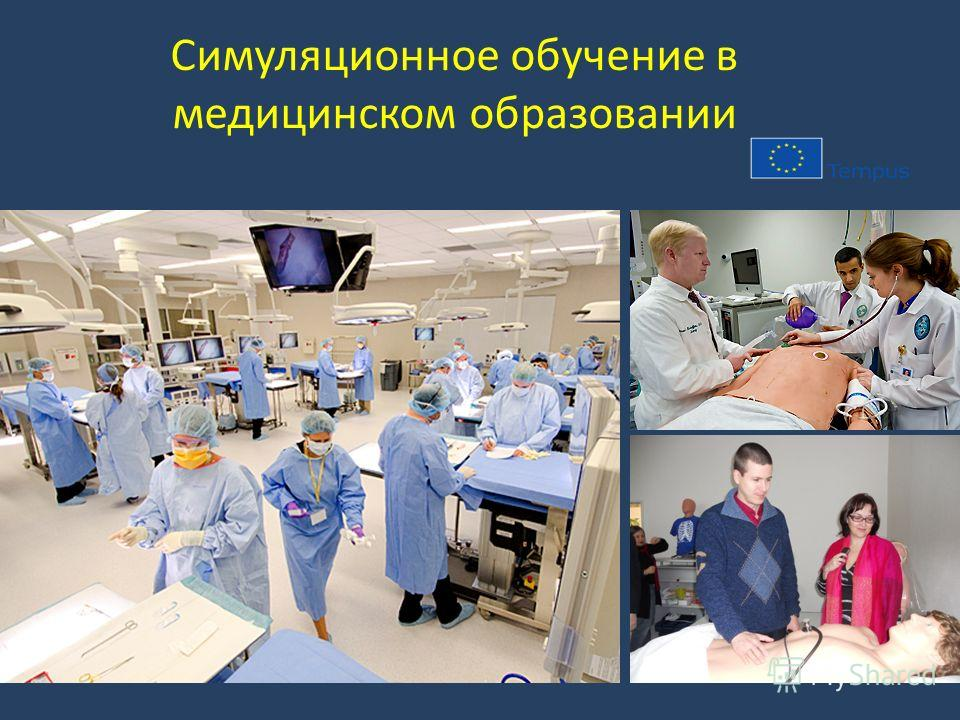 Симуляционное обучение в
медицинском образовании
Tempus
MyShared